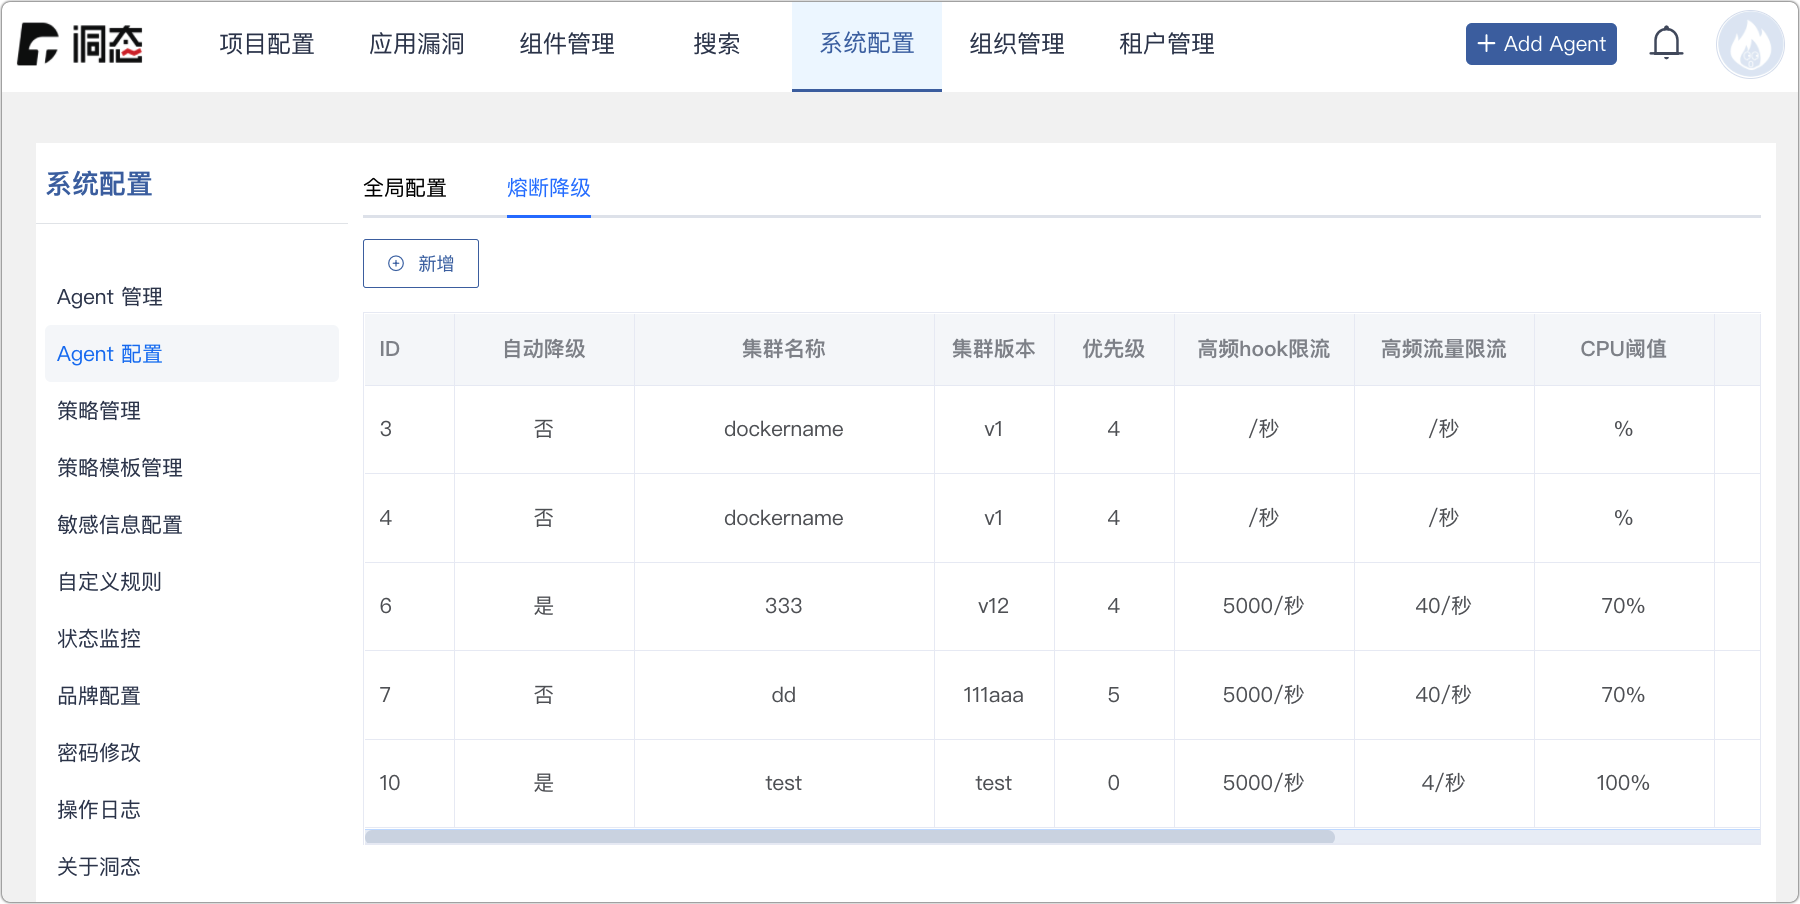 洞态
项目配置 应用漏洞 组件管理 搜索 系统配置 组织管理 租户管理 Add Agent
系统配置
Agent 管理
Agent 配置
策略管理
策略模板管理
敏感信息配置
自定义规则
状态监控
品牌配置
密码修改
操作日志
关于洞态
全局配置 熔断降级
新增
ID 自动降级 集群名称 集群版本 优先级 高频hook限流 高频流量限流 CPU阈值
3 否 dockername v1 4 /秒 /秒 %
4 否 dockername v1 4 /秒 /秒 %
6 是 333 v12 4 5000/秒 40/秒 70%
7 否 dd 111aaa 5 5000/秒 40/秒 70%
10 是 test test 0 5000/秒 4/秒 100%